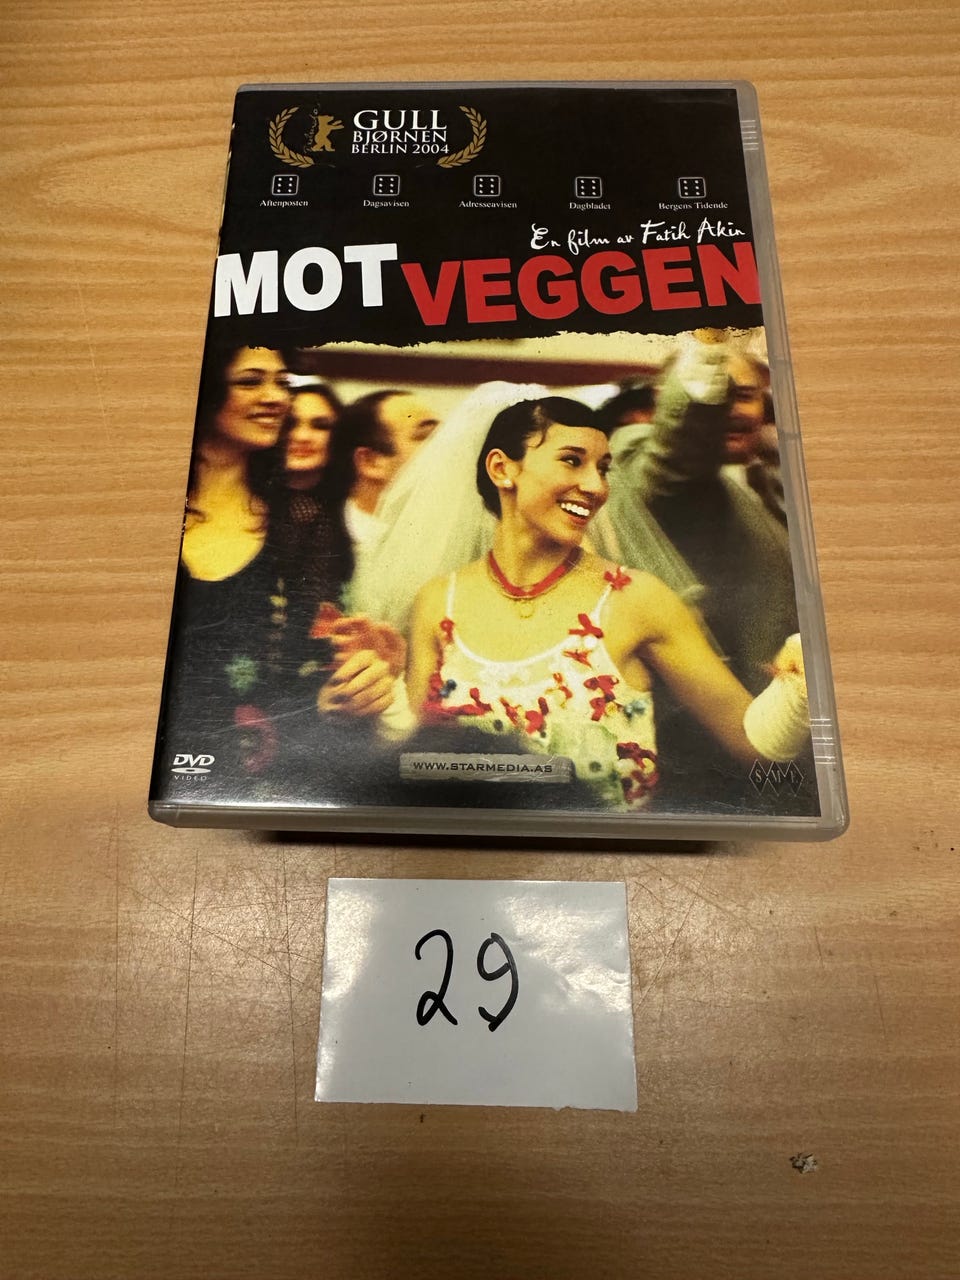 GULL
BJØRNEN
BERLIN 2004
Aftenposten Dagsavisen Adresseavisen Dagbladet Bergens Tidende
En film av Fatih Akin
MOT VEGGEN
DVD
VIDEO
WWW.STARMEDIA.AS
SME
29